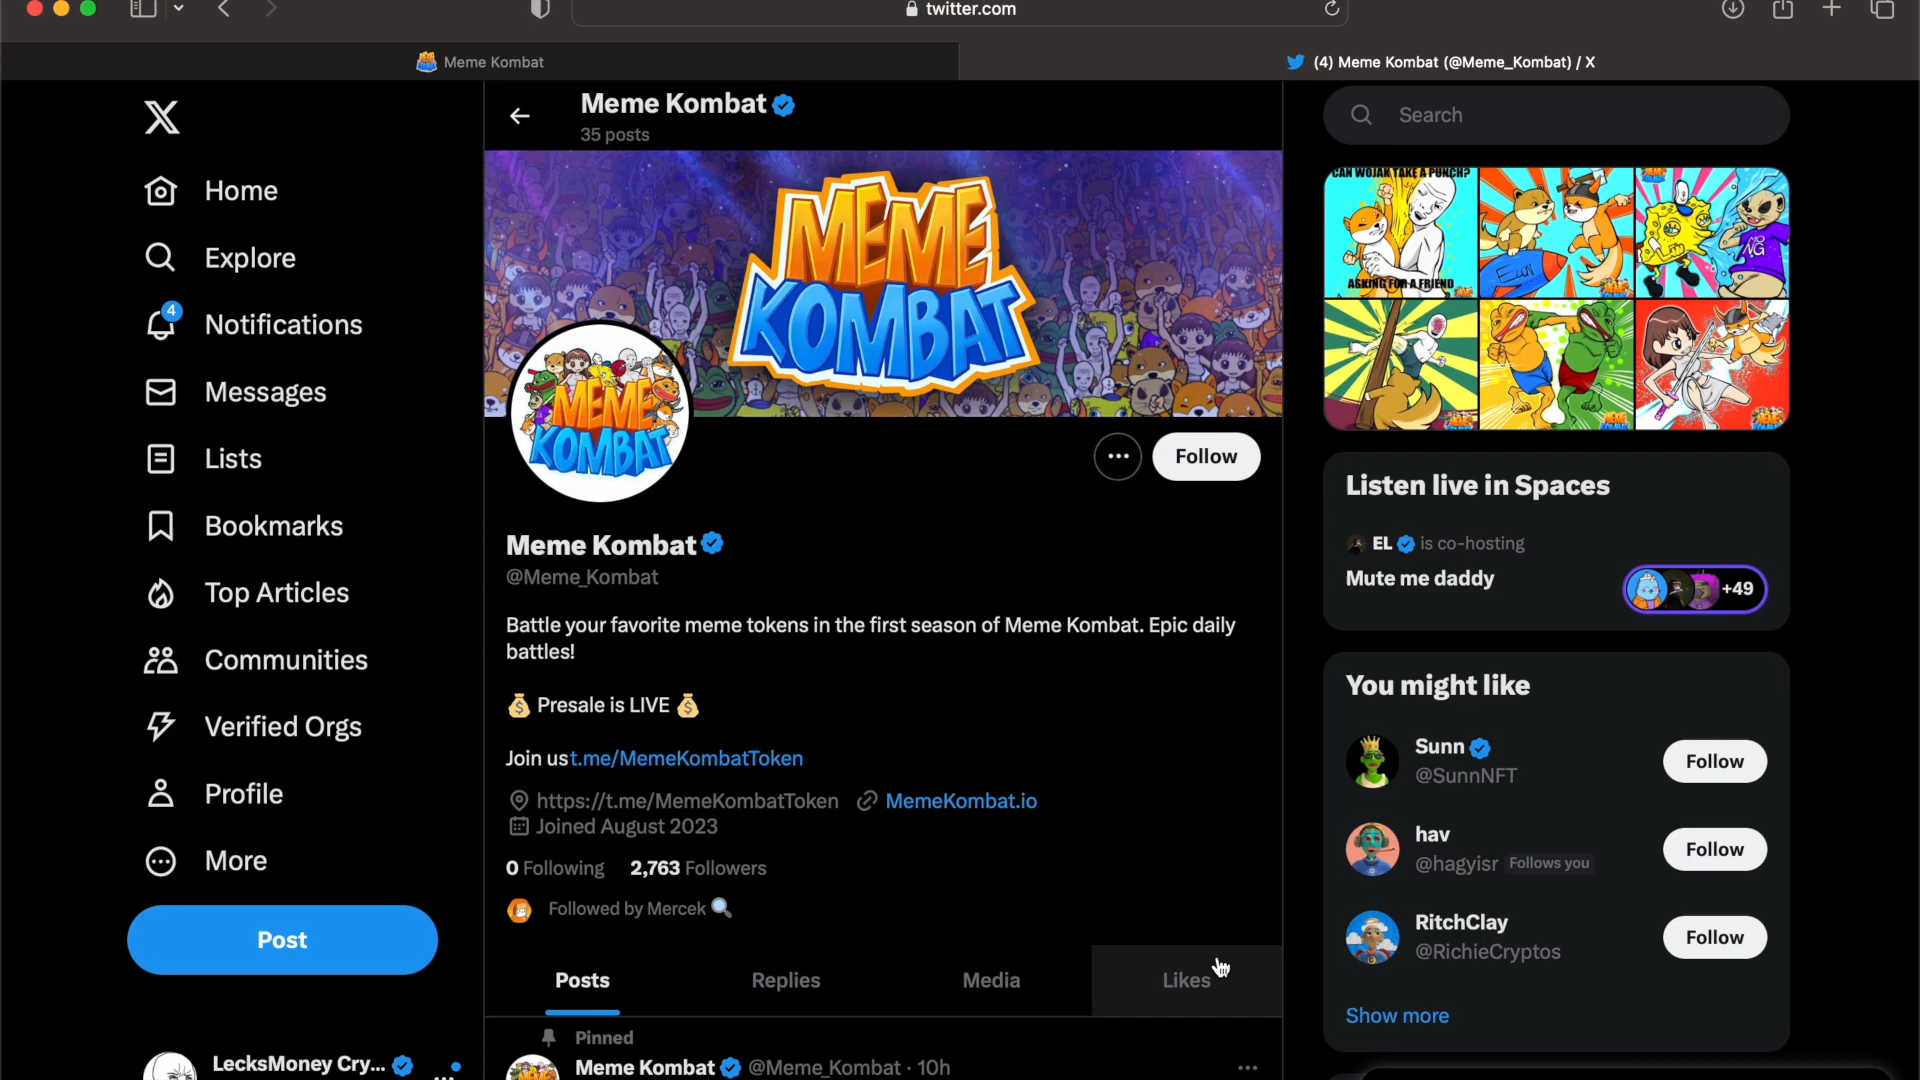 twitter.com
Meme Kombat
(4) Meme Kombat (@Meme_Kombat) / X
Home
Explore
4
Notifications
Messages
Lists
Bookmarks
Top Articles
Communities
Verified Orgs
Profile
More
Post
LecksMoney Cry...
Meme Kombat
35 posts
MEME
KOMBAT
MEME
KOMBAT
Follow
Meme Kombat
@Meme_Kombat
Battle your favorite meme tokens in the first season of Meme Kombat. Epic daily
battles!
Presale is LIVE
Join us t.me/MemeKombatToken
https://t.me/MemeKombatToken MemeKombat.io
Joined August 2023
0 Following 2,763 Followers
Followed by Mercek
Posts Replies Media Likes
Pinned
Meme Kombat @Meme_Kombat · 10h
Search
CAN WOJAK TAKE A PUNCH?
ASKING FOR A FRIEND
Listen live in Spaces
EL is co-hosting
Mute me daddy
+49
You might like
Sunn
@SunnNFT
Follow
hav
@hagyisr Follows you
Follow
RitchClay
@RichieCryptos
Follow
Show more